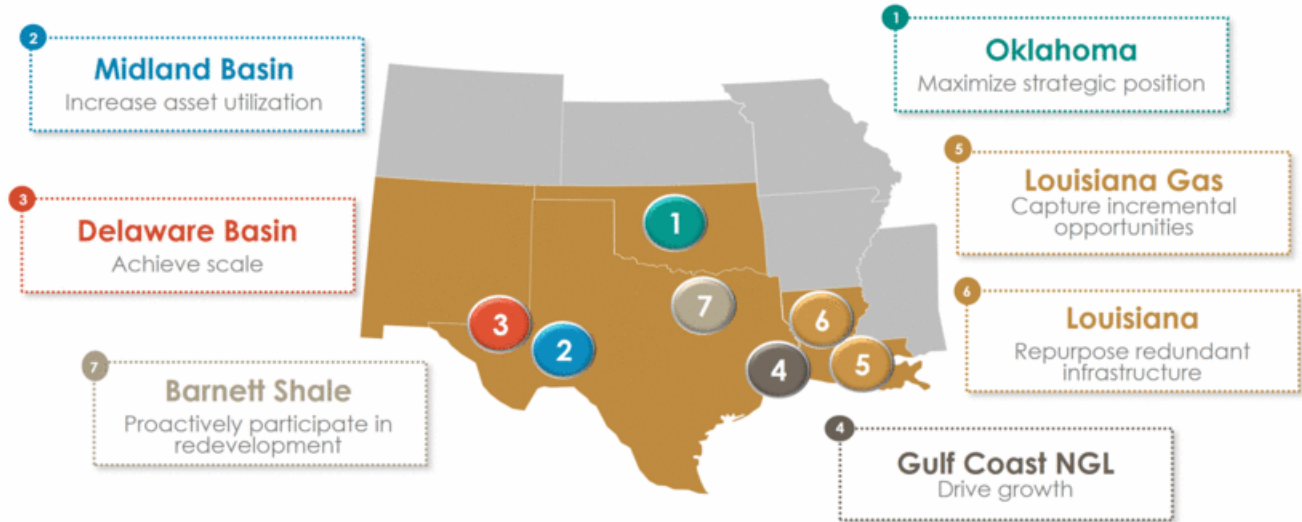 2
Midland Basin
Increase asset utilization
1
Oklahoma
Maximize strategic position
3
Delaware Basin
Achieve scale
5
Louisiana Gas
Capture incremental
opportunities
6
Louisiana
Repurpose redundant
infrastructure
7
Barnett Shale
Proactively participate in
redevelopment
4
Gulf Coast NGL
Drive growth
1
7
6
3
2
4
5